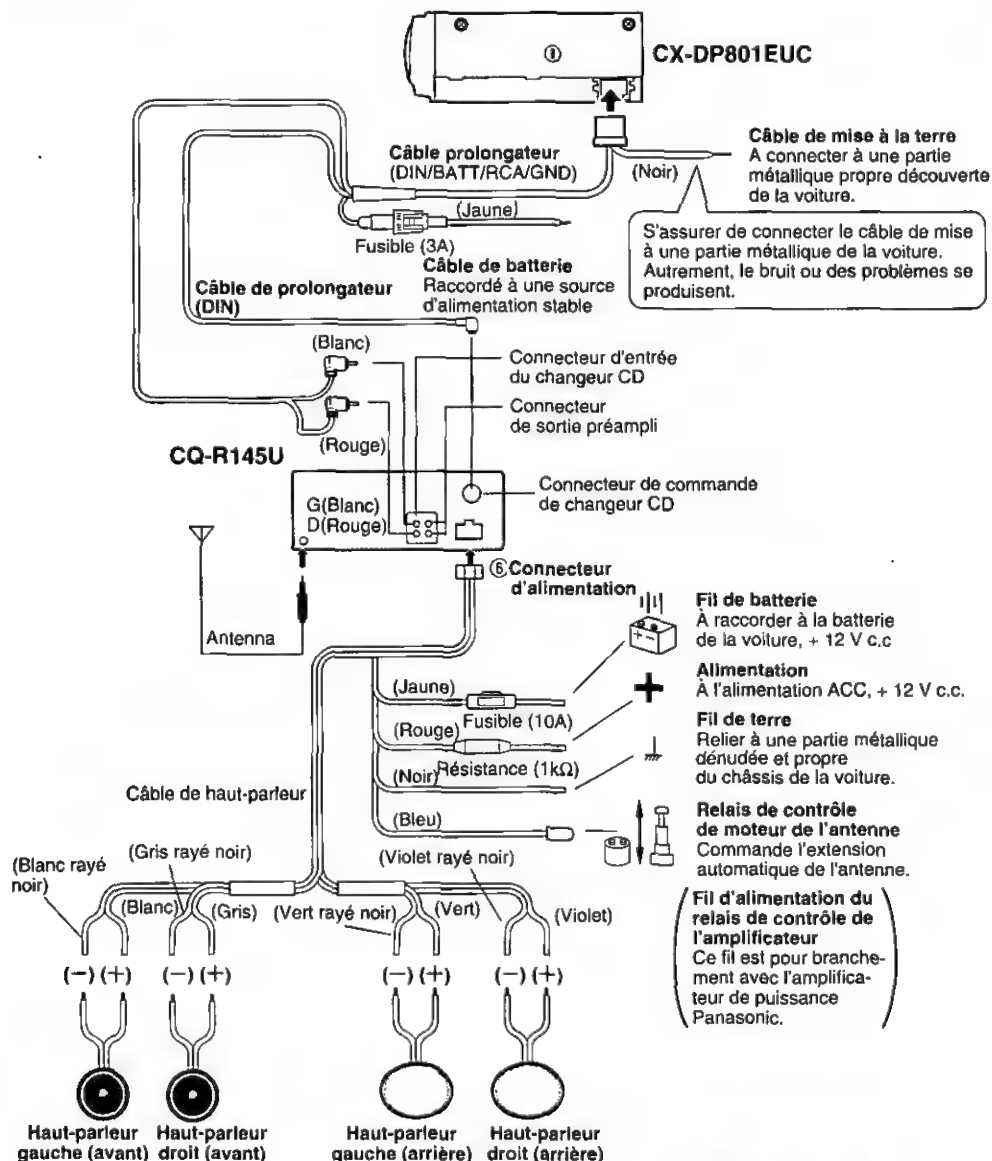 CX-DP801EUC
Câble de mise à la terre
A connecter à une partie
métallique propre découverte
de la voiture.
(Noir)
S'assurer de connecter le câble de mise
à une partie métallique de la voiture.
Autrement, le bruit ou des problèmes se
produisent.
Câble prolongateur
(DIN/BATT/RCA/GND)
(Jaune)
Fusible (3A)
Câble de batterie
Raccordé à une source
d'alimentation stable
Câble de prolongateur
(DIN)
(Blanc)
(Rouge)
Connecteur d'entrée
du changeur CD
Connecteur
de sortie préampli
CQ-R145U
G(Blanc)
D(Rouge)
Connecteur de commande
de changeur CD
⑥Connecteur
d'alimentation
Antenna
Fil de batterie
À raccorder à la batterie
de la voiture, + 12 V c.c
(Jaune)
Fusible (10A)
Alimentation
À l'alimentation ACC, + 12 V c.c.
(Rouge)
Résistance (1kΩ)
Fil de terre
Relier à une partie métallique
dénudée et propre
du châssis de la voiture.
(Noir)
(Bleu)
Relais de contrôle
de moteur de l'antenne
Commande l'extension
automatique de l'antenne.
Fil d'alimentation du
relais de contrôle de
l'amplificateur
Ce fil est pour branche-
ment avec l'amplifica-
teur de puissance
Panasonic.
Câble de haut-parleur
(Blanc rayé
noir)
(Gris rayé noir)
(Violet rayé noir)
(Blanc)
(Gris)
(Vert rayé noir)
(Vert)
(Violet)
(−) (+) (−) (+) (−) (+) (−) (+)
Haut-parleur
gauche (avant)
Haut-parleur
droit (avant)
Haut-parleur
gauche (arrière)
Haut-parleur
droit (arrière)